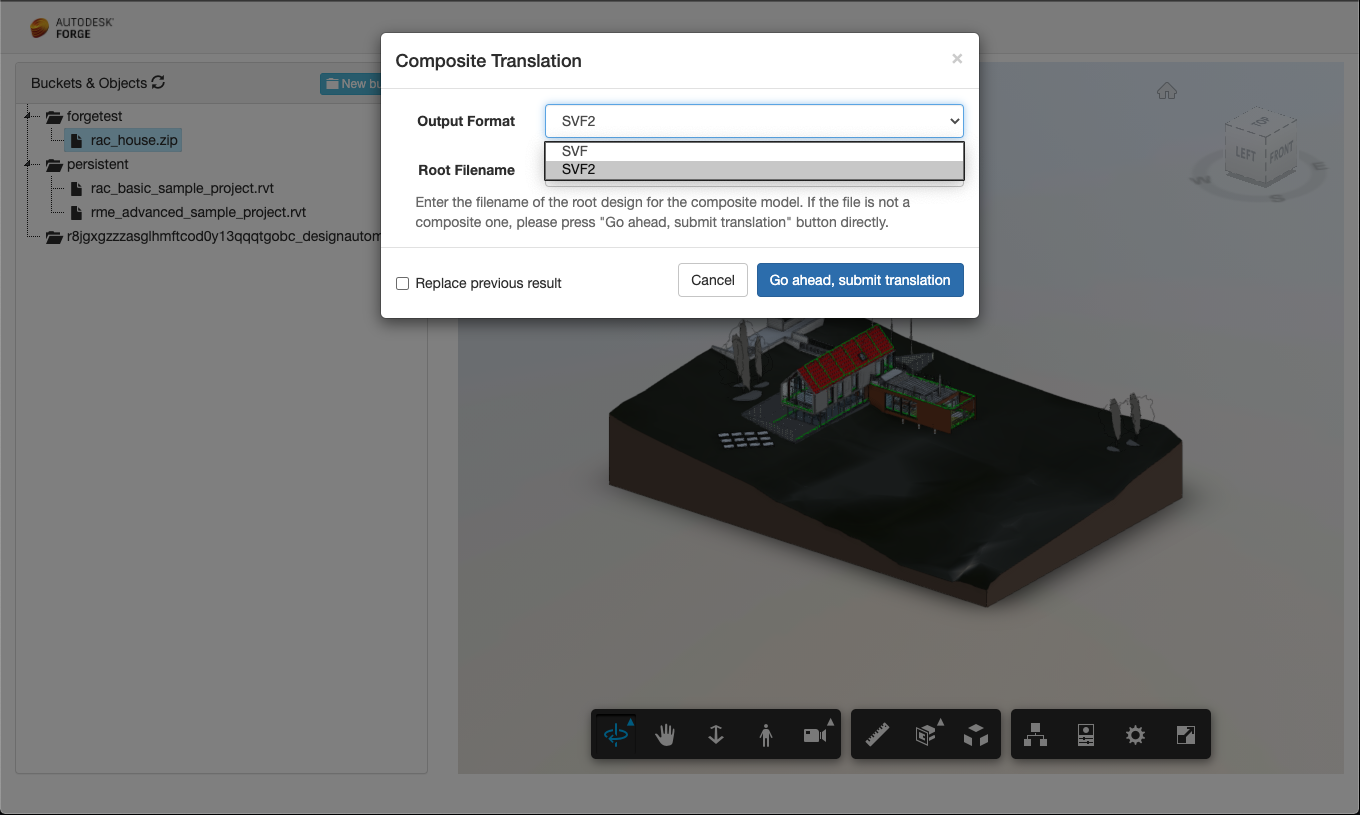 AUTODESK
FORGE
Buckets & Objects
New bu
forgetest
rac_house.zip
persistent
rac_basic_sample_project.rvt
rme_advanced_sample_project.rvt
r8jgxgzzzasglhmftcod0y13qqqtgobc_designautom
Composite Translation
×
Output Format
SVF2
SVF
SVF2
Root Filename
Enter the filename of the root design for the composite model. If the file is not a
composite one, please press "Go ahead, submit translation" button directly.
Replace previous result
Cancel
Go ahead, submit translation
TOP
LEFT
FRONT